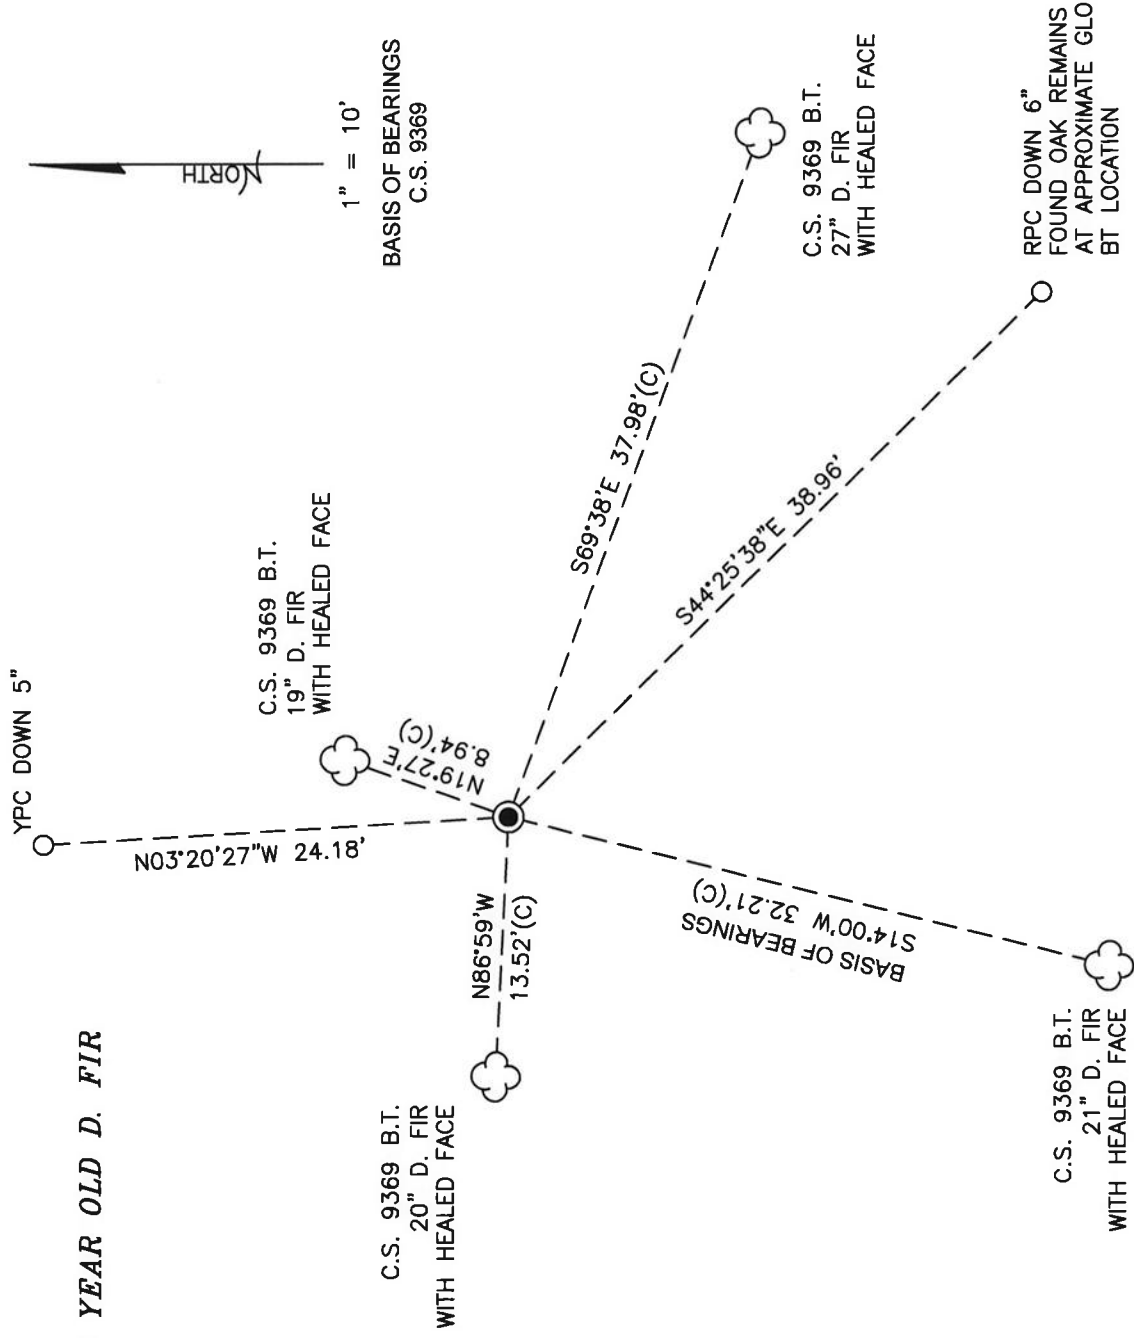 YPC DOWN 5"
NORTH
1" = 10'
BASIS OF BEARINGS
C.S. 9369
C.S. 9369 B.T.
19" D. FIR
WITH HEALED FACE
N03°20'27"W 24.18'
N19°27'E
8.94'(C)
YEAR OLD D. FIR
C.S. 9369 B.T.
20" D. FIR
WITH HEALED FACE
N86°59'W
13.52'(C)
S69°38'E 37.98'(C)
C.S. 9369 B.T.
27" D. FIR
WITH HEALED FACE
S44°25'38"E 38.96'
RPC DOWN 6"
FOUND OAK REMAINS
AT APPROXIMATE GLO
BT LOCATION
S14°00'W 32.21'(C)
BASIS OF BEARINGS
C.S. 9369 B.T.
21" D. FIR
WITH HEALED FACE